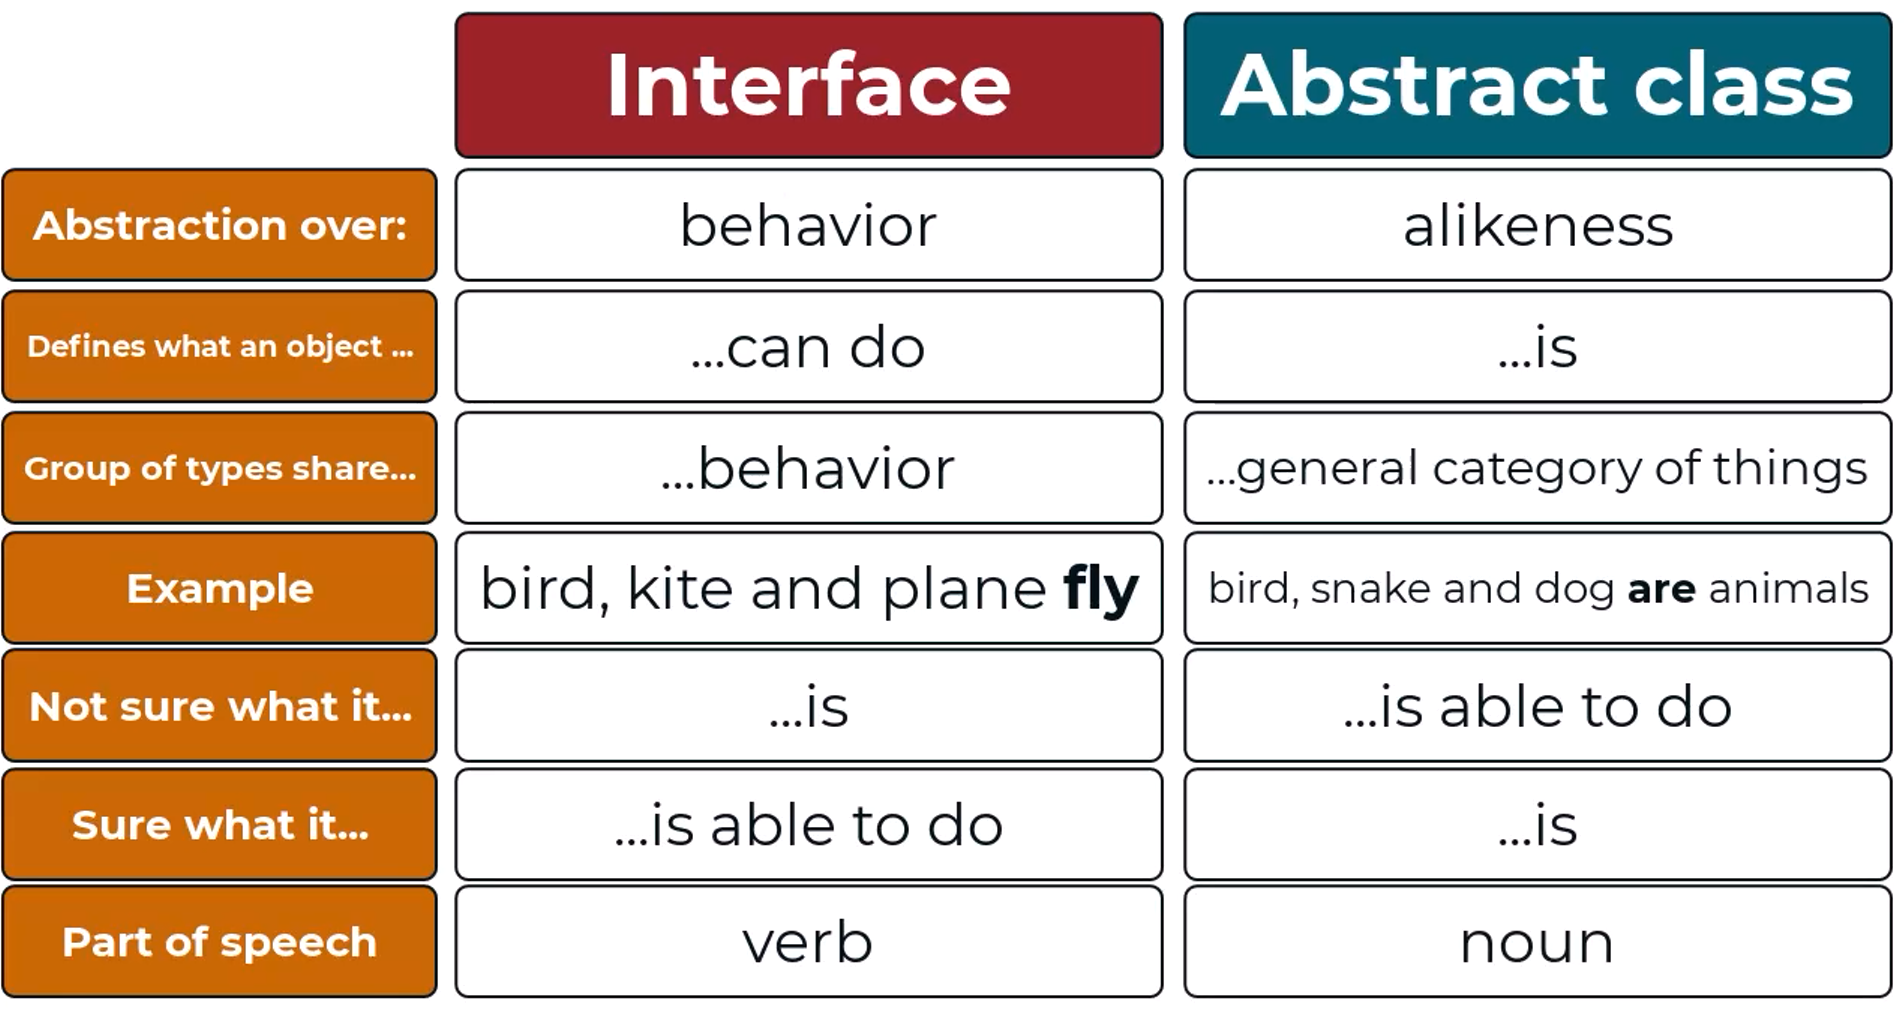 Interface
Abstract class
Abstraction over:
behavior
alikeness
Defines what an object ...
...can do
...is
Group of types share...
...behavior
...general category of things
Example
bird, kite and plane fly
bird, snake and dog are animals
Not sure what it...
...is
...is able to do
Sure what it...
...is able to do
...is
Part of speech
verb
noun